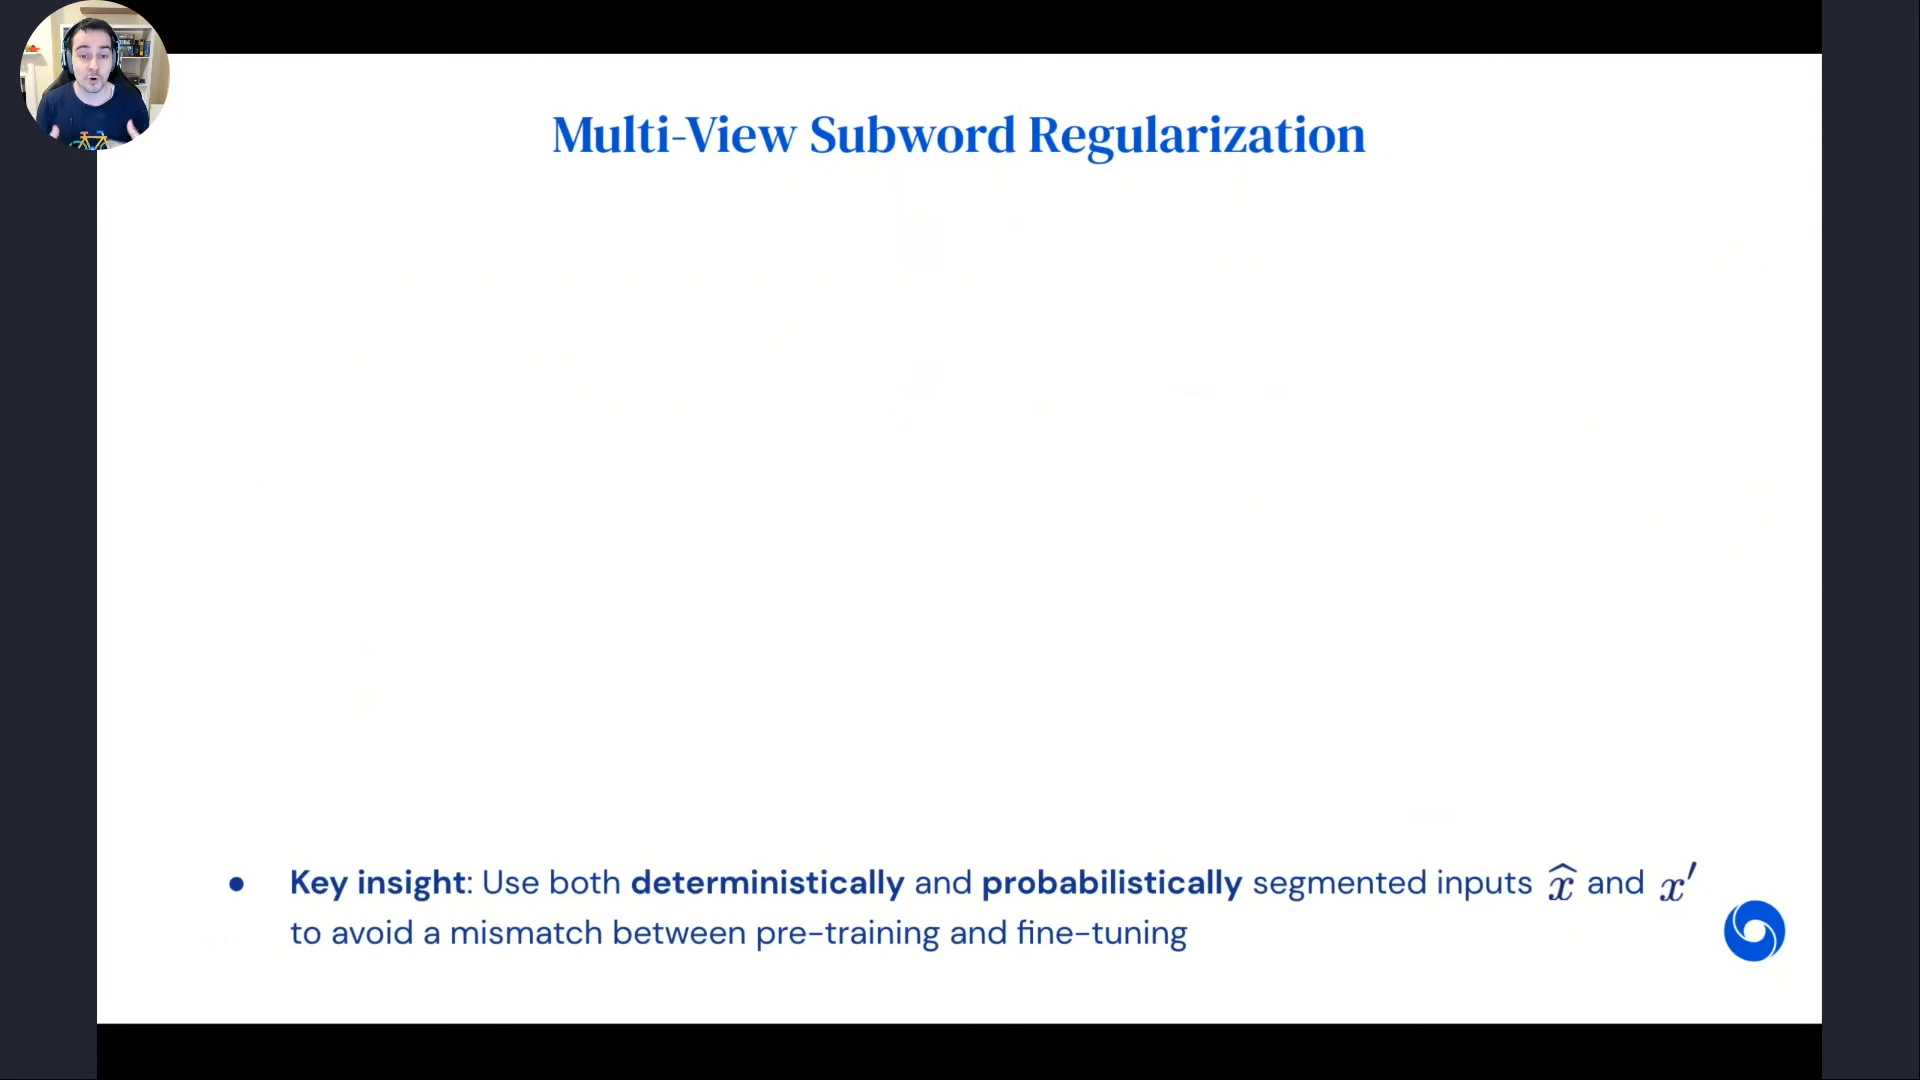 Multi-View Subword Regularization
● Key insight: Use both deterministically and probabilistically segmented inputs x̂ and x′
to avoid a mismatch between pre-training and fine-tuning